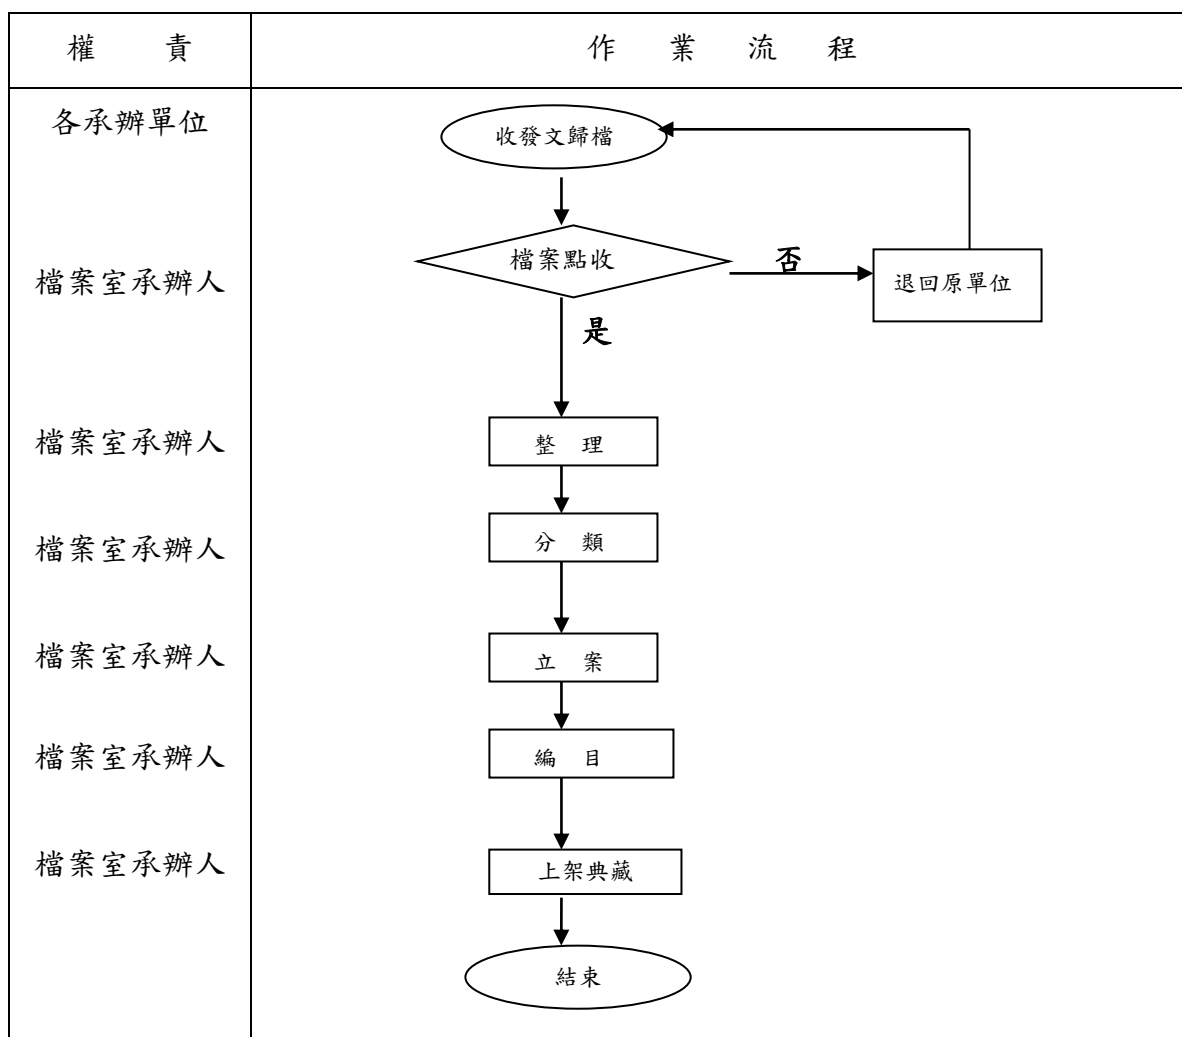 權 責
作 業 流 程
各承辦單位
收發文歸檔
檔案室承辦人
檔案點收
否
退回原單位
是
檔案室承辦人
整 理
檔案室承辦人
分 類
檔案室承辦人
立 案
檔案室承辦人
編 目
檔案室承辦人
上架典藏
結束